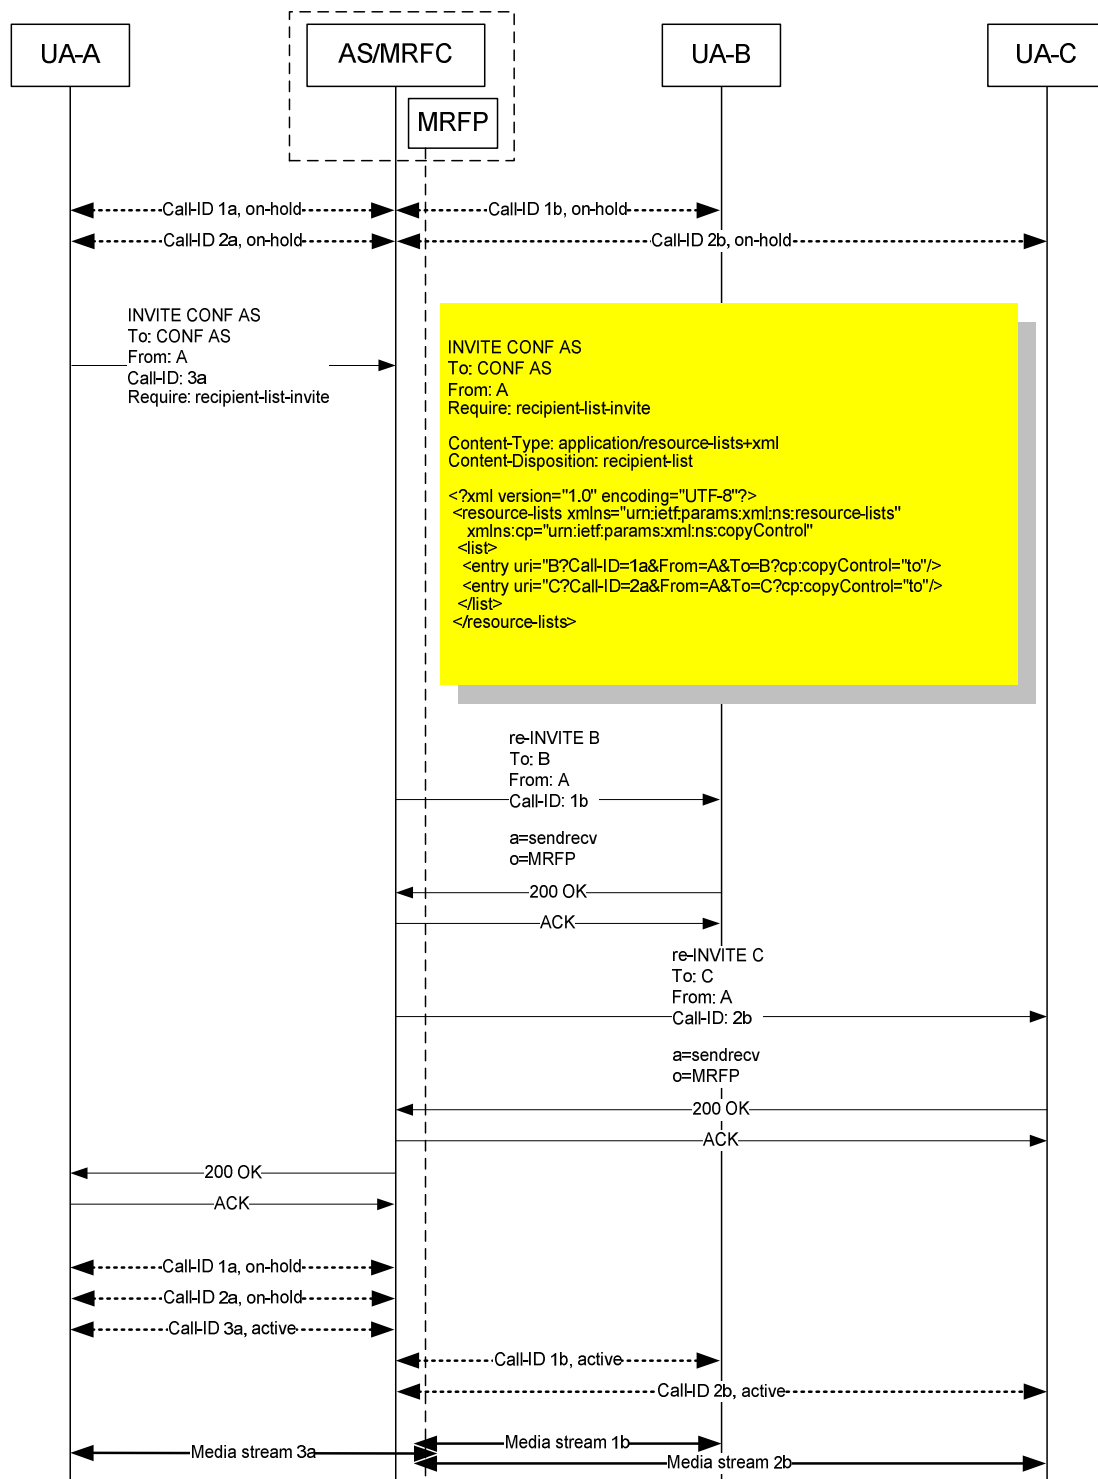 UA-A
AS/MRFC
UA-B
UA-C
MRFP
Call-ID 1a, on-hold
Call-ID 1b, on-hold
Call-ID 2a, on-hold
Call-ID 2b, on-hold
INVITE CONF AS
To: CONF AS
From: A
Call-ID: 3a
Require: recipient-list-invite
INVITE CONF AS
To: CONF AS
From: A
Require: recipient-list-invite
Content-Type: application/resource-lists+xml
Content-Disposition: recipient-list
<?xml version="1.0" encoding="UTF-8"?>
<resource-lists xmlns="urn:ietf:params:xml:ns:resource-lists"
xmlns:cp="urn:ietf:params:xml:ns:copyControl"
<list>
<entry uri="B?Call-ID=1a&From=A&To=B?cp:copyControl="to"/>
<entry uri="C?Call-ID=2a&From=A&To=C?cp:copyControl="to"/>
</list>
</resource-lists>
re-INVITE B
To: B
From: A
Call-ID: 1b
a=sendrecv
o=MRFP
200 OK
ACK
re-INVITE C
To: C
From: A
Call-ID: 2b
a=sendrecv
o=MRFP
200 OK
ACK
200 OK
ACK
Call-ID 1a, on-hold
Call-ID 2a, on-hold
Call-ID 3a, active
Call-ID 1b, active
Call-ID 2b, active
Media stream 1b
Media stream 3a
Media stream 2b